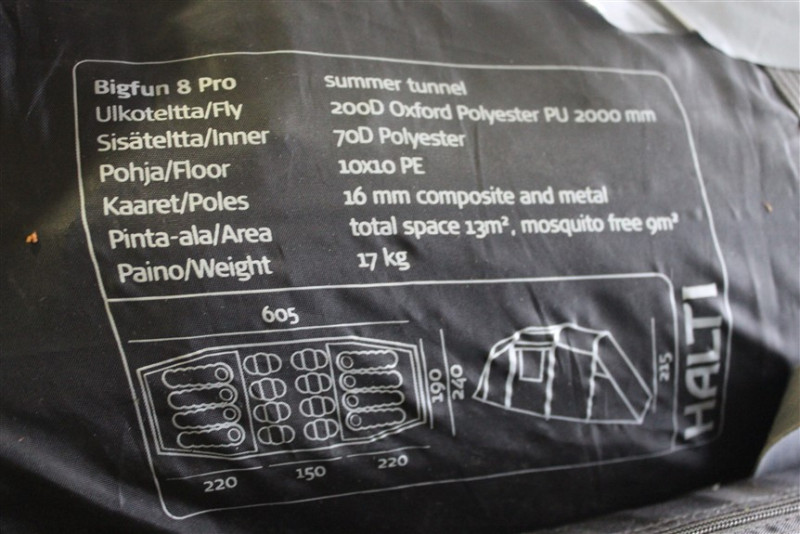 Bigfun 8 Pro summer tunnel
Ulkoteltta/Fly 200D Oxford Polyester PU 2000 mm
Sisäteltta/Inner 70D Polyester
Pohja/Floor 10x10 PE
Kaaret/Poles 16 mm composite and metal
Pinta-ala/Area total space 13m², mosquito free 9m²
Paino/Weight 17 kg
605
190
240
215
220 150 220
HALTI